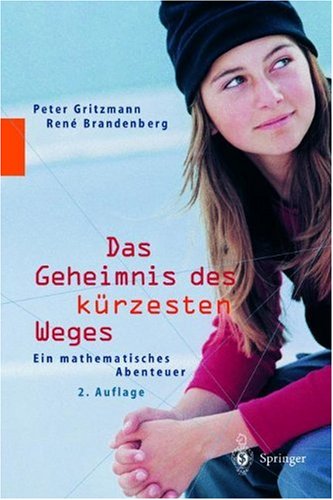 Peter Gritzmann
René Brandenberg
Das
Geheimnis des
kürzesten
Weges
Ein mathematisches
Abenteuer
2. Auflage
Springer